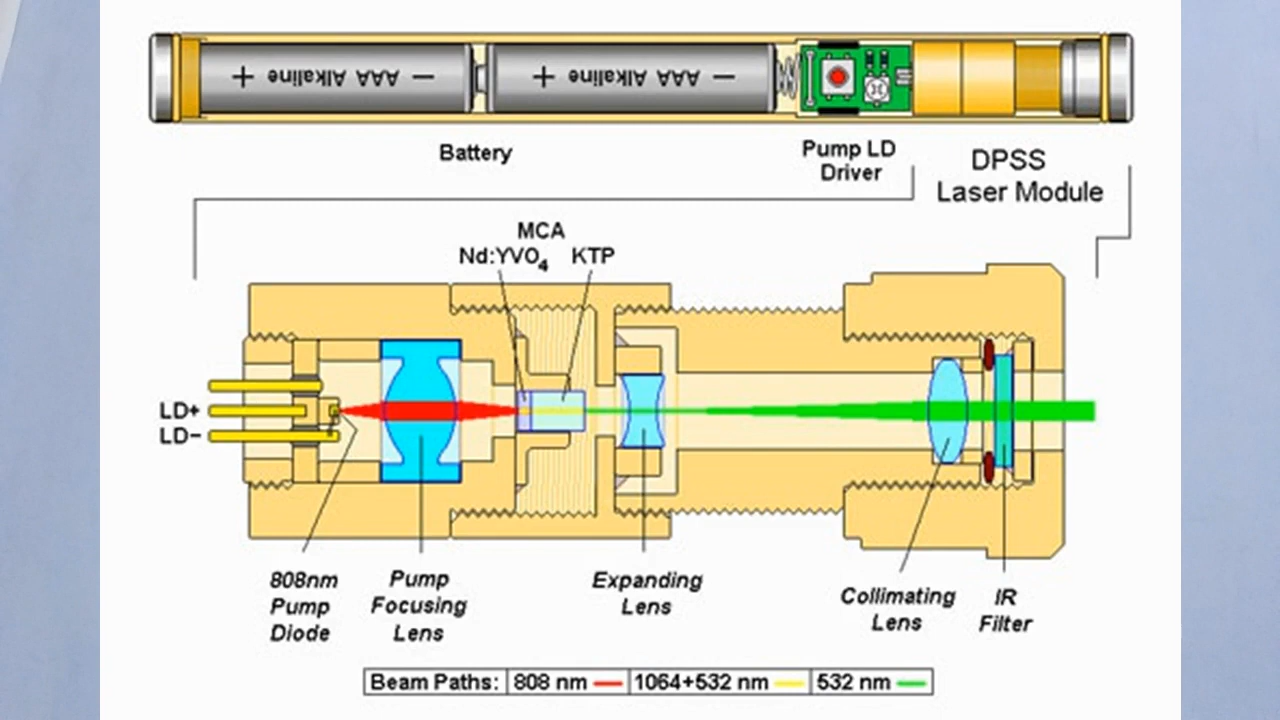 + AAA Alkaline −
+ AAA Alkaline −
Battery
Pump LD
Driver
DPSS
Laser Module
MCA
Nd:YVO₄ KTP
LD+
LD−
808nm
Pump
Diode
Pump
Focusing
Lens
Expanding
Lens
Collimating
Lens
IR
Filter
Beam Paths: 808 nm 1064+532 nm 532 nm